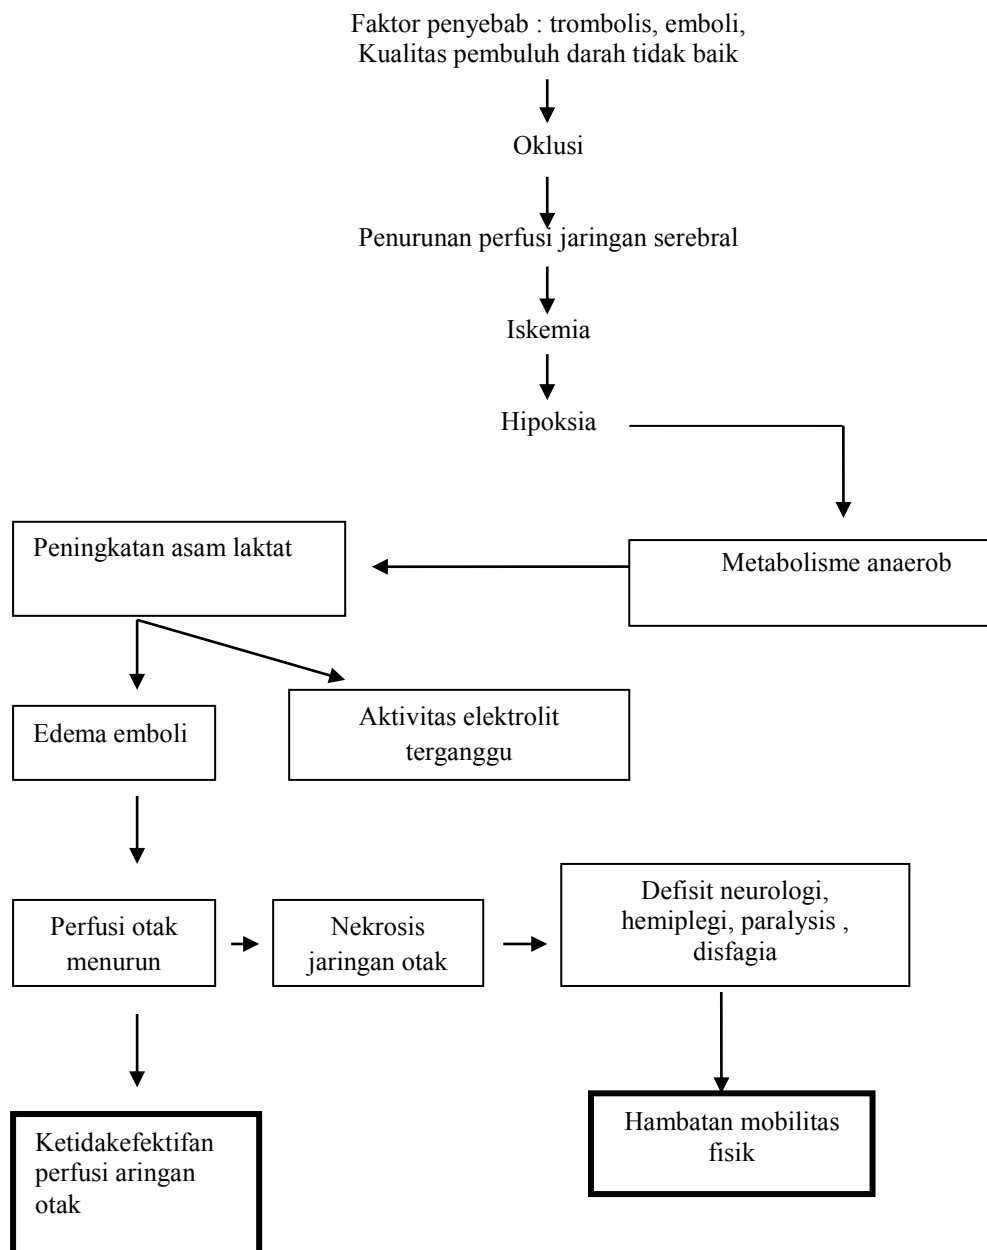 Faktor penyebab : trombolis, emboli,
Kualitas pembuluh darah tidak baik
Oklusi
Penurunan perfusi jaringan serebral
Iskemia
Hipoksia
Peningkatan asam laktat
Metabolisme anaerob
Edema emboli
Aktivitas elektrolit
terganggu
Perfusi otak
menurun
Nekrosis
jaringan otak
Defisit neurologi,
hemiplegi, paralysis ,
disfagia
Ketidakefektifan
perfusi aringan
otak
Hambatan mobilitas
fisik